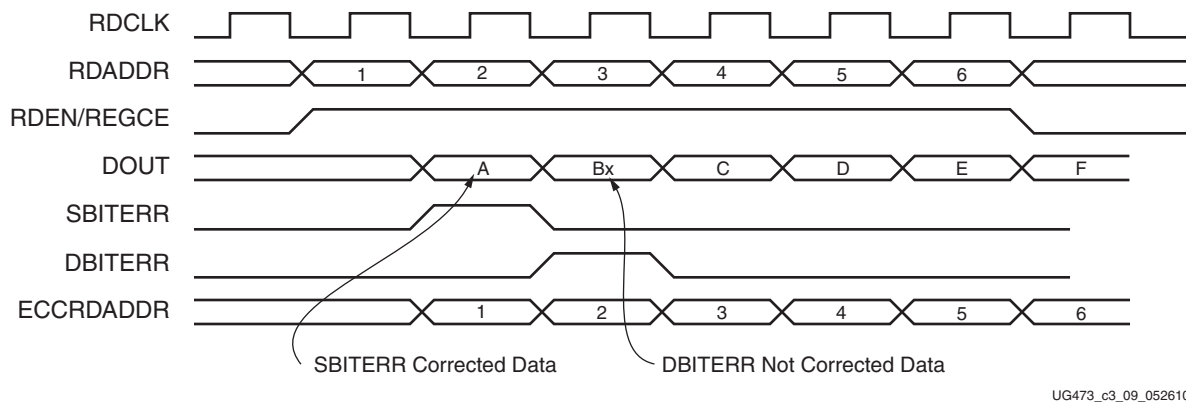 RDCLK
RDADDR 1 2 3 4 5 6
RDEN/REGCE
DOUT A Bx C D E F
SBITERR
DBITERR
ECCRDADDR 1 2 3 4 5 6
SBITERR Corrected Data DBITERR Not Corrected Data
UG473_c3_09_052610